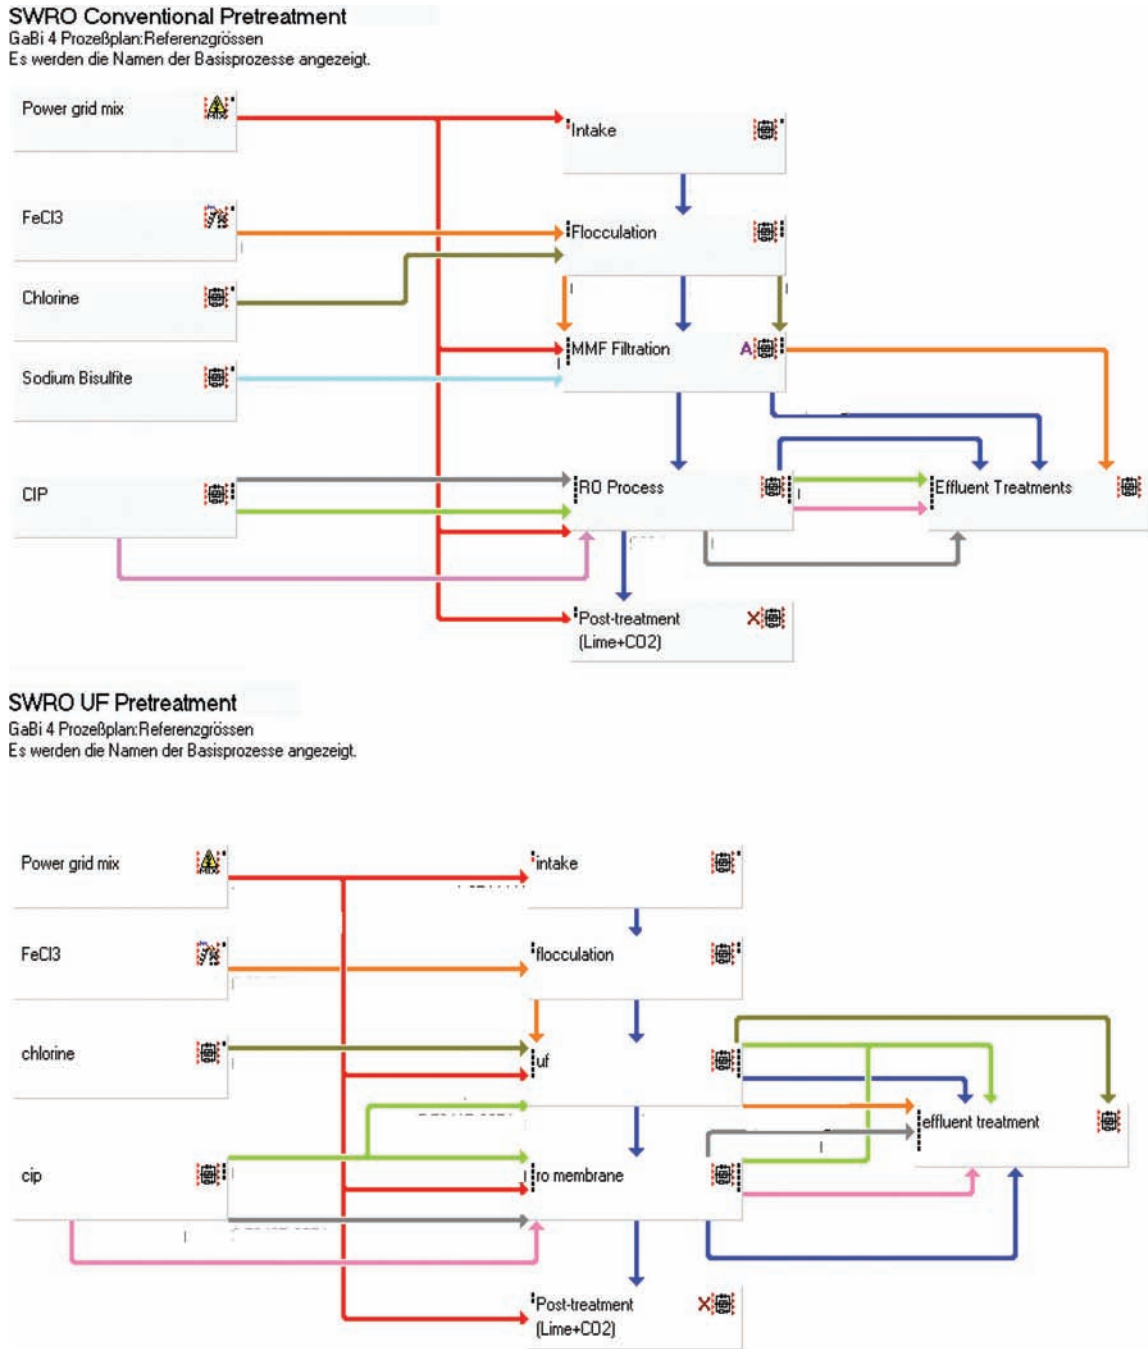 SWRO Conventional Pretreatment
GaBi 4 Prozeßplan:Referenzgrössen
Es werden die Namen der Basisprozesse angezeigt.
Power grid mix
MIX
Intake
FeCl3
Flocculation
Chlorine
MMF Filtration
A
Sodium Bisulfite
CIP
RO Process
Effluent Treatments
Post-treatment
(Lime+CO2)
X
SWRO UF Pretreatment
GaBi 4 Prozeßplan:Referenzgrössen
Es werden die Namen der Basisprozesse angezeigt.
Power grid mix
MIX
intake
FeCl3
flocculation
chlorine
uf
effluent treatment
cip
ro membrane
Post-treatment
(Lime+CO2)
X